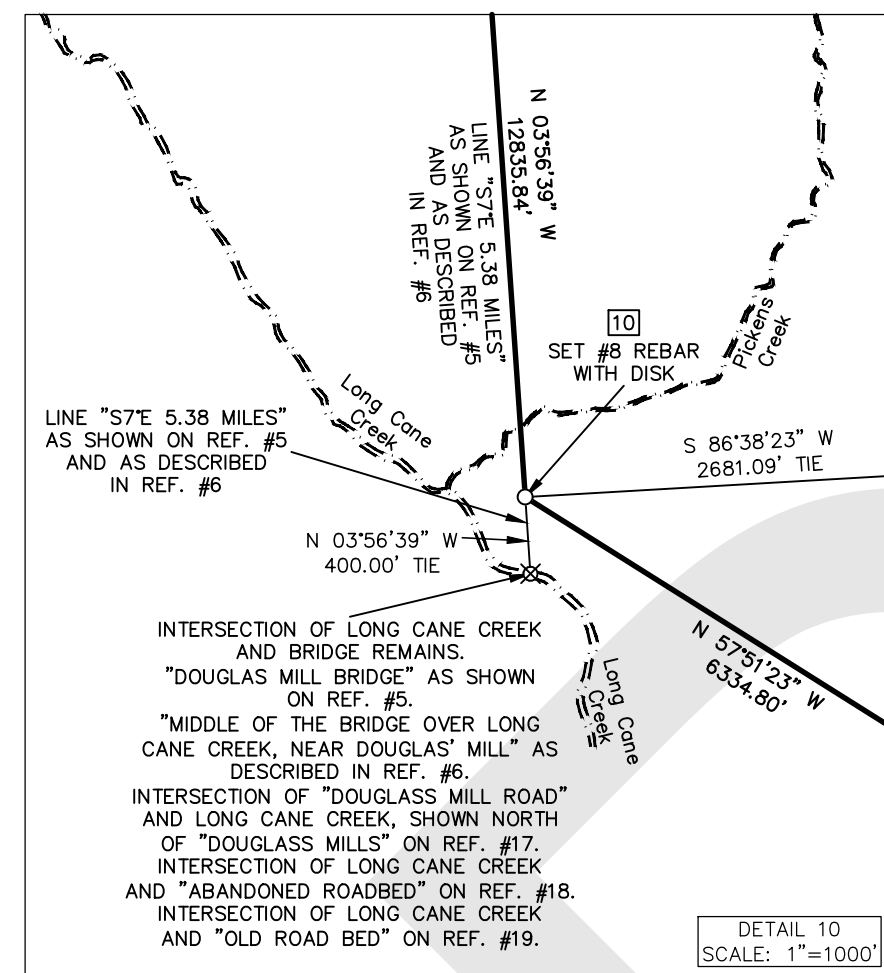 N 03°56'39" W
12835.84'
LINE "S7°E 5.38 MILES"
AS SHOWN ON REF. #5
AND AS DESCRIBED
IN REF. #6
10
SET #8 REBAR
WITH DISK
Pickens
Creek
Long Cane
Creek
LINE "S7°E 5.38 MILES"
AS SHOWN ON REF. #5
AND AS DESCRIBED
IN REF. #6
S 86°38'23" W
2681.09' TIE
N 03°56'39" W
400.00' TIE
INTERSECTION OF LONG CANE CREEK
AND BRIDGE REMAINS.
"DOUGLAS MILL BRIDGE" AS SHOWN
ON REF. #5.
"MIDDLE OF THE BRIDGE OVER LONG
CANE CREEK, NEAR DOUGLAS' MILL" AS
DESCRIBED IN REF. #6.
INTERSECTION OF "DOUGLASS MILL ROAD"
AND LONG CANE CREEK, SHOWN NORTH
OF "DOUGLASS MILLS" ON REF. #17.
INTERSECTION OF LONG CANE CREEK
AND "ABANDONED ROADBED" ON REF. #18.
INTERSECTION OF LONG CANE CREEK
AND "OLD ROAD BED" ON REF. #19.
Long Cane
Creek
N 57°51'23" W
6334.80'
DETAIL 10
SCALE: 1"=1000'